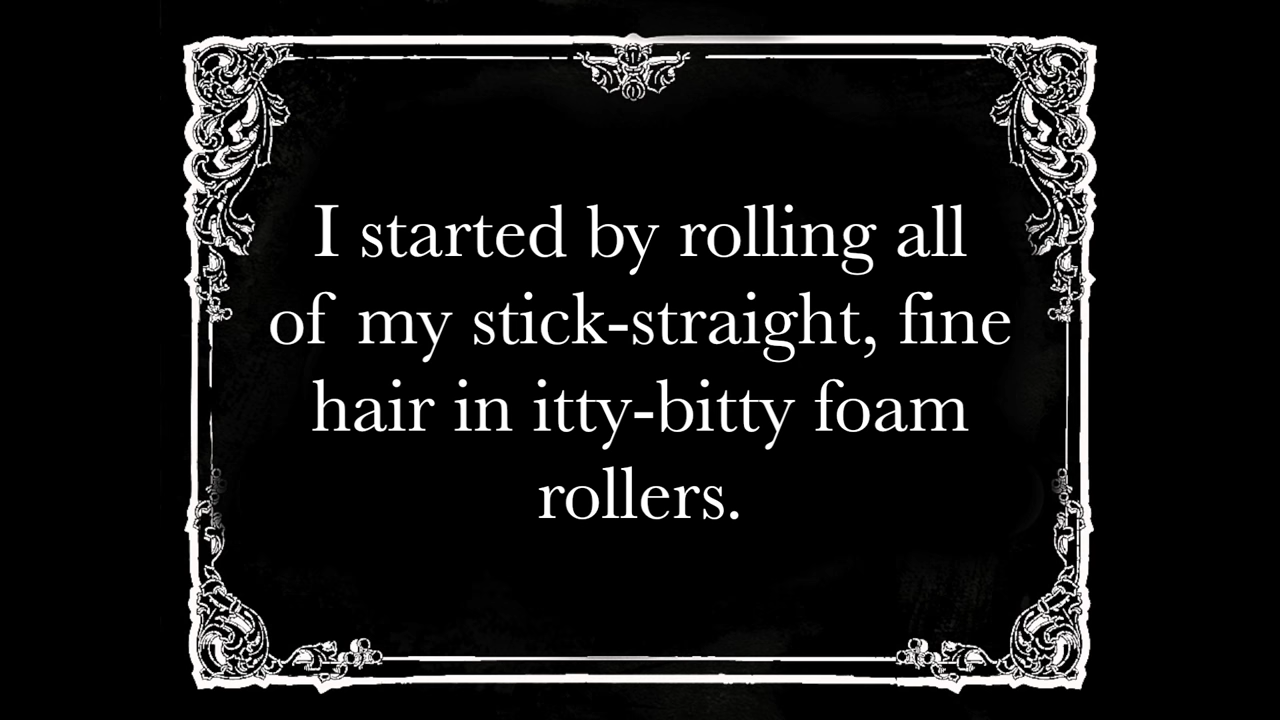 I started by rolling all
of my stick-straight, fine
hair in itty-bitty foam
rollers.